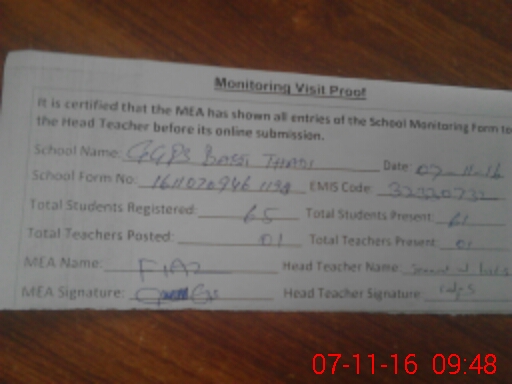 Monitoring Visit Proof
It is certified that the MEA has shown all entries of the School Monitoring Form to
the Head Teacher before its online submission.
School Name: GGPS BASTI THADI Date: 07-11-16
School Form No: EMIS Code: 32320732
Total Students Registered: 65 Total Students Present: 61
Total Teachers Posted: 01 Total Teachers Present: 01
MEA Name: FIAZ Head Teacher Name:
MEA Signature: Head Teacher Signature:
07-11-16 09:48